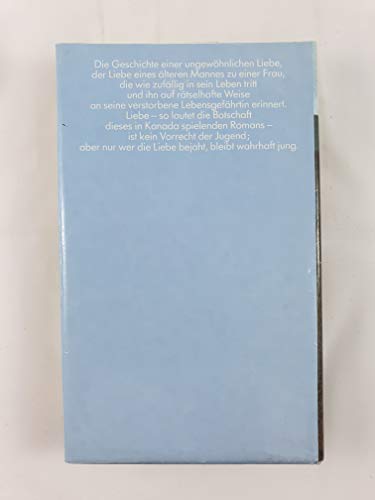 Die Geschichte einer ungewöhnlichen Liebe,
der Liebe eines älteren Mannes zu einer Frau,
die wie zufällig in sein Leben tritt
und ihn auf rätselhafte Weise
an seine verstorbene Lebensgefährtin erinnert.
Liebe – so lautet die Botschaft
dieses in Kanada spielenden Romans –
ist kein Vorrecht der Jugend;
aber nur wer die Liebe bejaht, bleibt wahrhaft jung.